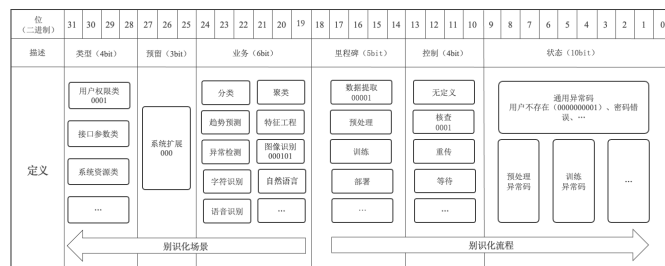 位
（二进制）
31 30 29 28 27 26 25 24 23 22 21 20 19 18 17 16 15 14 13 12 11 10 9 8 7 6 5 4 3 2 1 0
描述 类型（4bit） 预留（3bit） 业务（6bit） 里程碑（5bit） 控制（4bit） 状态（10bit）
定义
用户权限类
0001
接口参数类
系统资源类
…
系统扩展
000
分类 聚类
趋势预测 特征工程
异常检测 图像识别
000101
字符识别 自然语言
语音识别 …
数据提取
00001
预处理
训练
部署
…
无定义
核查
0001
重传
等待
…
通用异常码
用户不存在（0000000001）、密码错
误、…
预处理
异常码
训练
异常码
…
别识化场景 别识化流程